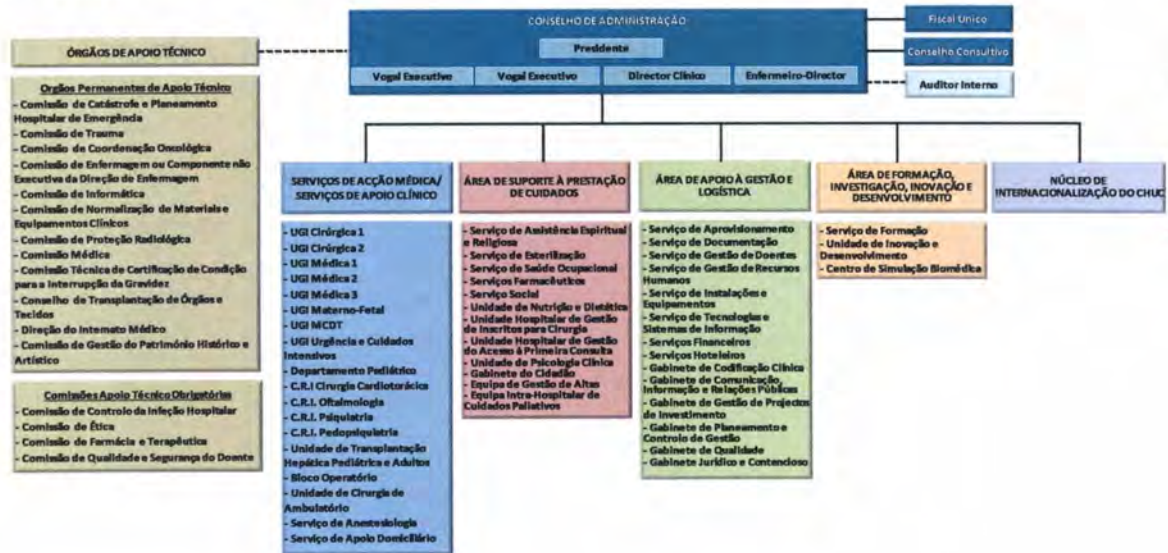 CONSELHO DE ADMINISTRAÇÃO
Presidente
Vogal Executivo
Vogal Executivo
Director Clínico
Enfermeiro-Director
Fiscal Único
Conselho Consultivo
Auditor Interno
ÓRGÃOS DE APOIO TÉCNICO
Orgãos Permanentes de Apoio Técnico
- Comissão de Catástrofe e Planeamento
Hospitalar de Emergência
- Comissão de Trauma
- Comissão de Coordenação Oncológica
- Comissão de Enfermagem ou Componente não
Executiva da Direção de Enfermagem
- Comissão de Informática
- Comissão de Normalização de Materiais e
Equipamentos Clínicos
- Comissão de Proteção Radiológica
- Comissão Médica
- Comissão Técnica de Certificação de Condição
para a Interrupção da Gravidez
- Conselho de Transplantação de Órgãos e
Tecidos
- Direção do Internato Médico
- Comissão de Gestão do Património Histórico e
Artístico
Comissões Apoio Técnico Obrigatórias
- Comissão de Controlo da Infeção Hospitalar
- Comissão de Ética
- Comissão de Farmácia e Terapêutica
- Comissão de Qualidade e Segurança do Doente
SERVIÇOS DE ACÇÃO MÉDICA/
SERVIÇOS DE APOIO CLÍNICO
- UGI Cirúrgica 1
- UGI Cirúrgica 2
- UGI Médica 1
- UGI Médica 2
- UGI Médica 3
- UGI Materno-Fetal
- UGI MCDT
- UGI Urgência e Cuidados
Intensivos
- Departamento Pediátrico
- C.R.I Cirurgia Cardiotorácica
- C.R.I. Oftalmologia
- C.R.I. Psiquiatria
- C.R.I. Pedopsiquiatria
- Unidade de Transplantação
Hepática Pediátrica e Adultos
- Bloco Operatório
- Unidade de Cirurgia de
Ambulatório
- Serviço de Anestesiologia
- Serviço de Apoio Domiciliário
ÁREA DE SUPORTE À PRESTAÇÃO
DE CUIDADOS
- Serviço de Assistência Espiritual
e Religiosa
- Serviço de Esterilização
- Serviço de Saúde Ocupacional
- Serviços Farmacêuticos
- Serviço Social
- Unidade de Nutrição e Dietética
- Unidade Hospitalar de Gestão
de Inscritos para Cirurgia
- Unidade Hospitalar de Gestão
do Acesso à Primeira Consulta
- Unidade de Psicologia Clínica
- Gabinete do Cidadão
- Equipa de Gestão de Altas
- Equipa Intra-Hospitalar de
Cuidados Paliativos
ÁREA DE APOIO À GESTÃO E
LOGÍSTICA
- Serviço de Aprovisionamento
- Serviço de Documentação
- Serviço de Gestão de Doentes
- Serviço de Gestão de Recursos
Humanos
- Serviço de Instalações e
Equipamentos
- Serviço de Tecnologias e
Sistemas de Informação
- Serviços Financeiros
- Serviços Hoteleiros
- Gabinete de Codificação Clínica
- Gabinete de Comunicação,
Informação e Relações Públicas
- Gabinete de Gestão de Projectos
de Investimento
- Gabinete de Planeamento e
Controlo de Gestão
- Gabinete de Qualidade
- Gabinete Jurídico e Contencioso
ÁREA DE FORMAÇÃO,
INVESTIGAÇÃO, INOVAÇÃO E
DESENVOLVIMENTO
- Serviço de Formação
- Unidade de Inovação e
Desenvolvimento
- Centro de Simulação Biomédica
NÚCLEO DE
INTERNACIONALIZAÇÃO DO CHUC